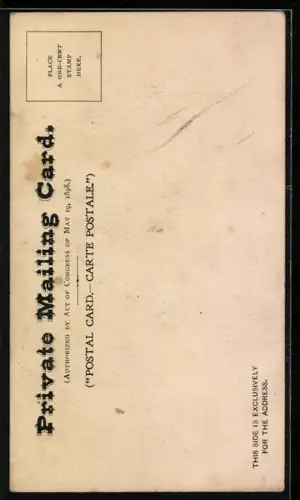 PLACE
A ONE-CENT
STAMP
HERE.
Private Mailing Card.
(AUTHORIZED BY ACT OF CONGRESS OF MAY 19, 1898.)
("POSTAL CARD.—CARTE POSTALE.")
THIS SIDE IS EXCLUSIVELY
FOR THE ADDRESS.